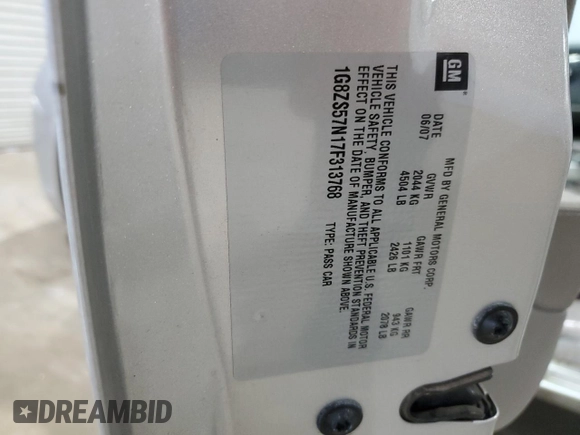 GM
MFD BY GENERAL MOTORS CORP.
DATE GVWR GAWR FRT GAWR RR
06/07 2044 KG 1101 KG 943 KG
4504 LB 2426 LB 2078 LB
THIS VEHICLE CONFORMS TO ALL APPLICABLE U.S. FEDERAL MOTOR
VEHICLE SAFETY, BUMPER, AND THEFT PREVENTION STANDARDS IN
EFFECT ON THE DATE OF MANUFACTURE SHOWN ABOVE.
1G8ZS57N17F313768 TYPE: PASS CAR
DREAMBID